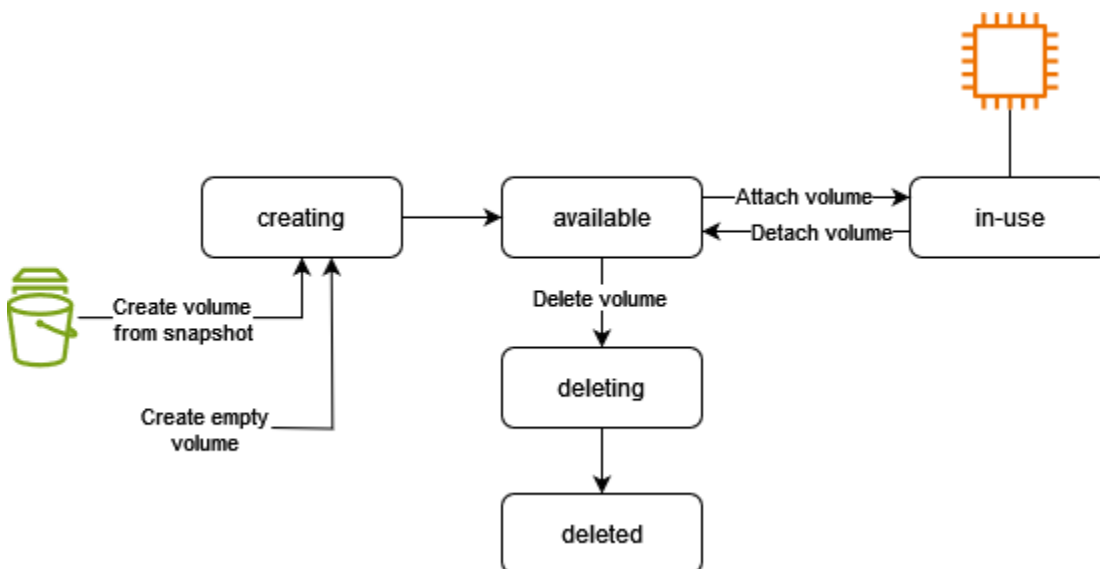 creating
available
Attach volume
Detach volume
in-use
Create volume
from snapshot
Delete volume
deleting
Create empty
volume
deleted